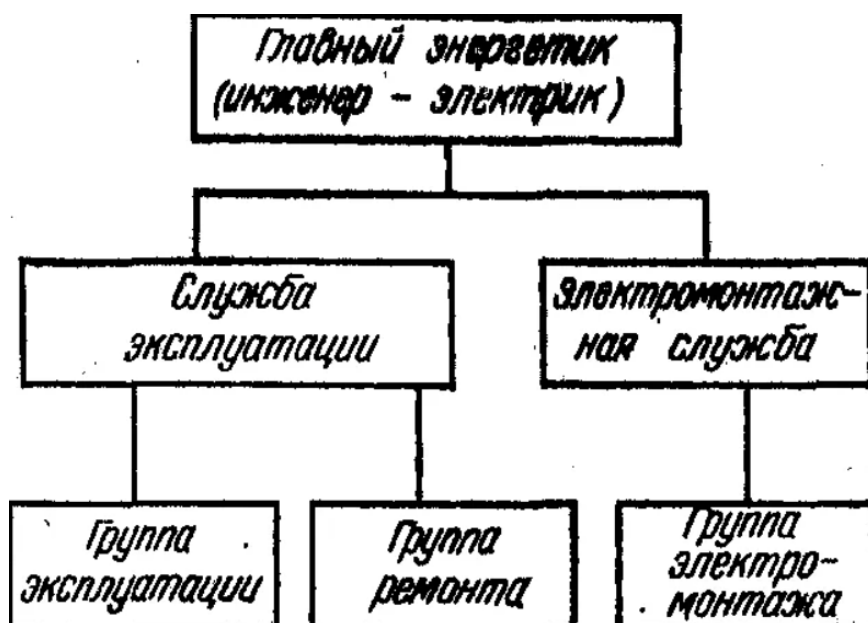 Главный энергетик
(инженер - электрик)
Служба
эксплуатации
Электромонтаж-
ная служба
Группа
эксплуатации
Группа
ремонта
Группа
электро-
монтажа